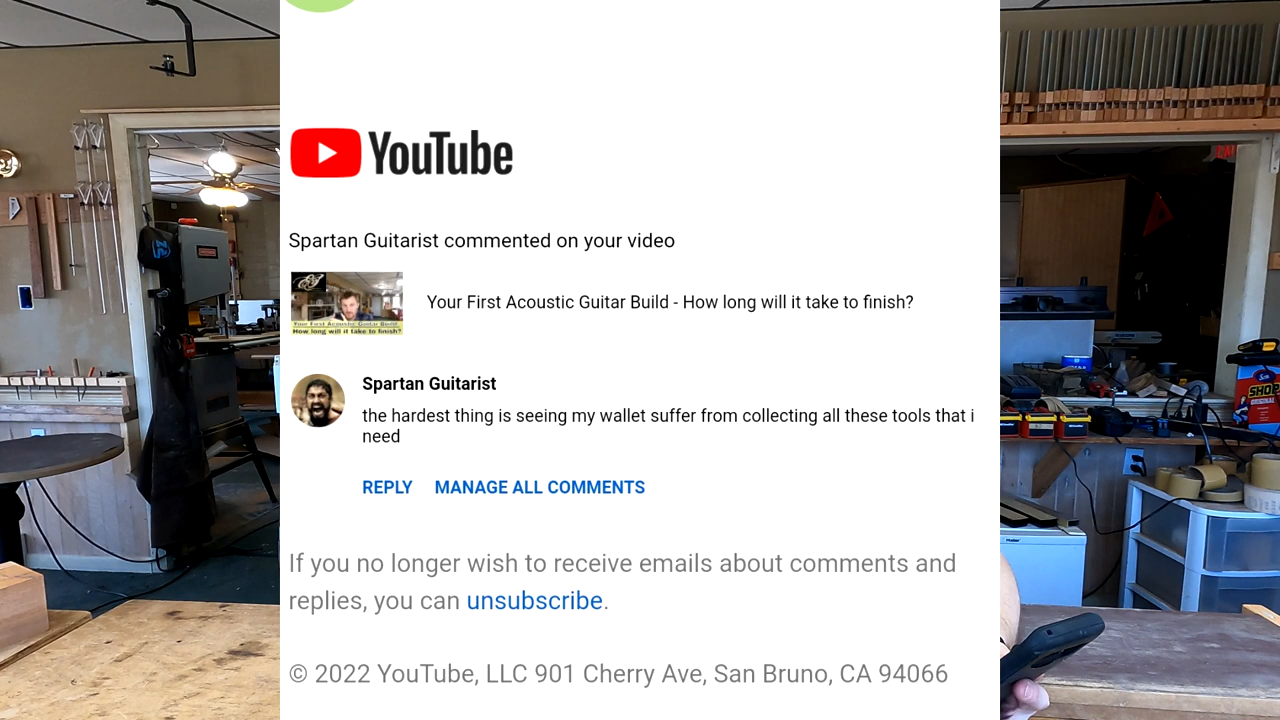 YouTube
Spartan Guitarist commented on your video
Your First Acoustic Guitar Build
How long will it take to finish?
Your First Acoustic Guitar Build - How long will it take to finish?
Spartan Guitarist
the hardest thing is seeing my wallet suffer from collecting all these tools that i
need
REPLY MANAGE ALL COMMENTS
If you no longer wish to receive emails about comments and
replies, you can unsubscribe.
© 2022 YouTube, LLC 901 Cherry Ave, San Bruno, CA 94066
SHOP